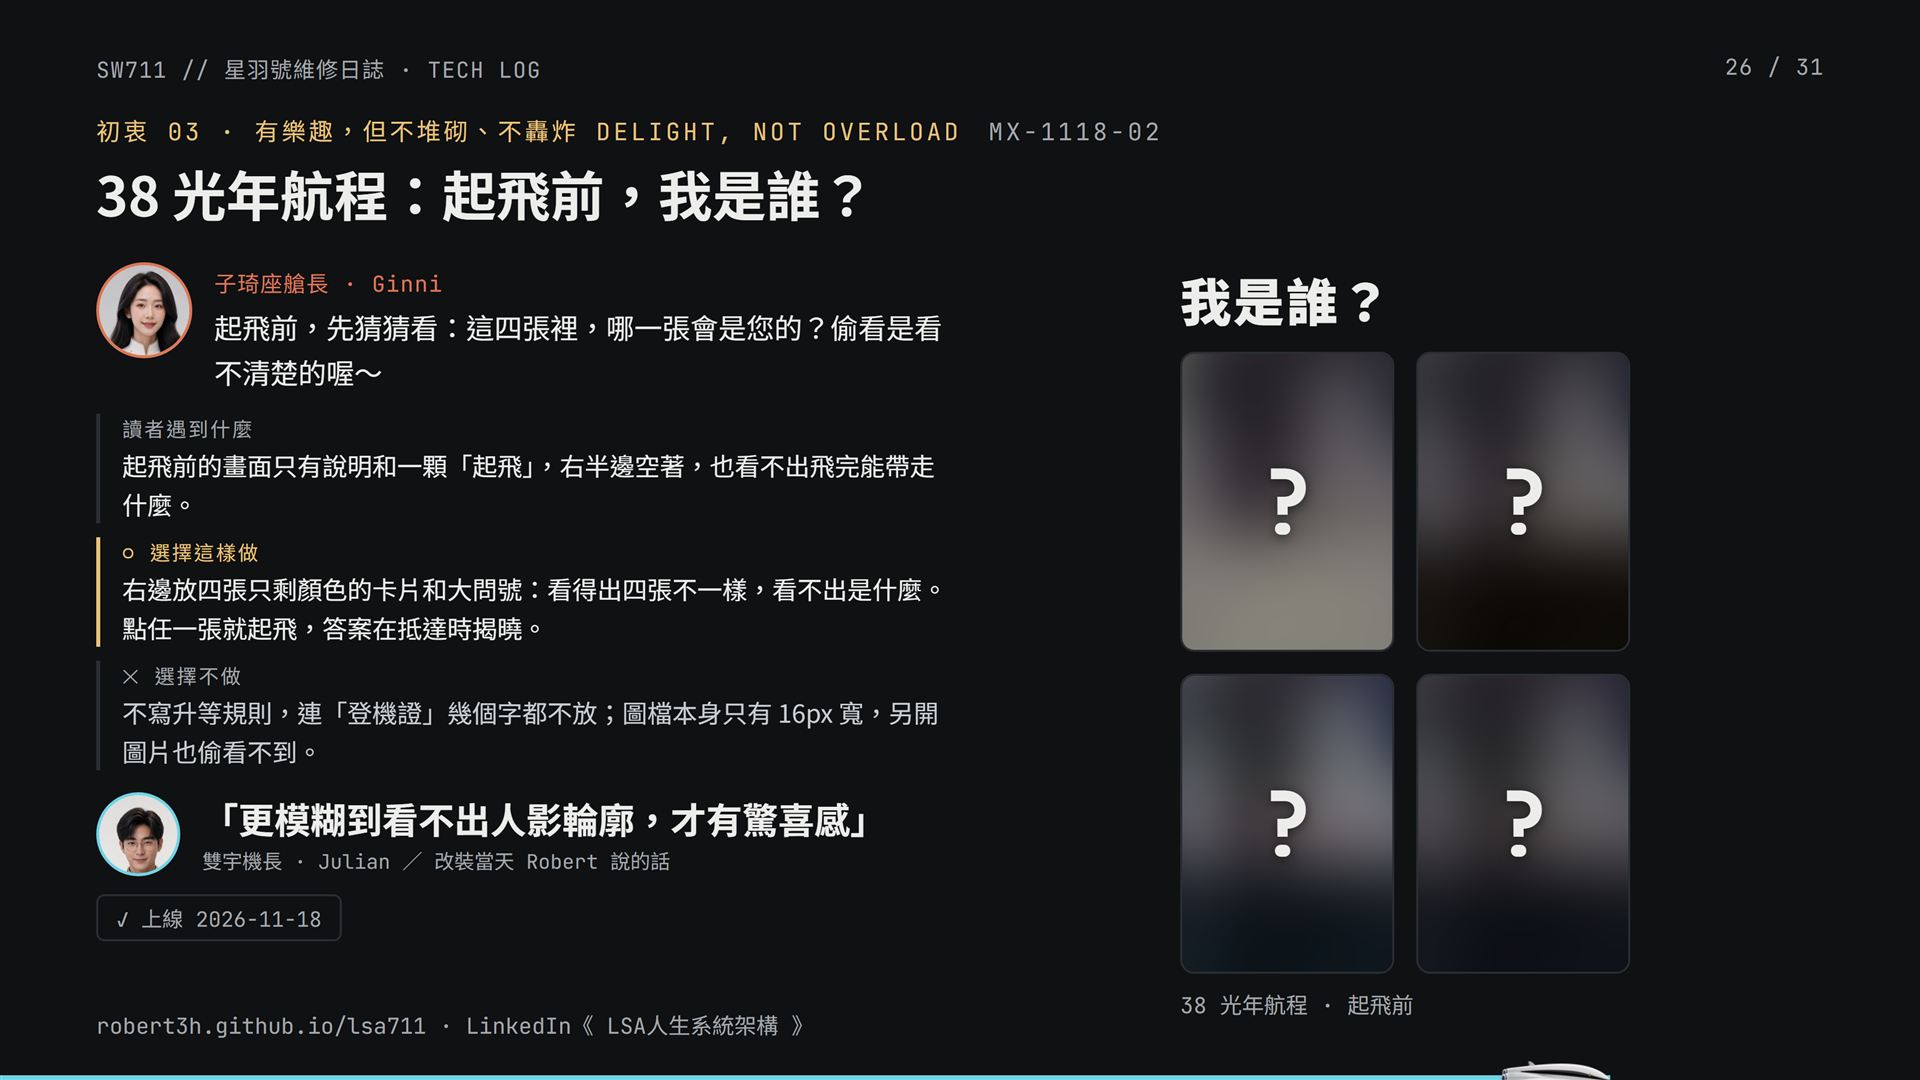 SW711 // 星羽號維修日誌 · TECH LOG
26 / 31
初衷 03 · 有樂趣，但不堆砌、不轟炸 DELIGHT, NOT OVERLOAD MX-1118-02
38 光年航程：起飛前，我是誰？
子琦座艙長 · Ginni
起飛前，先猜猜看：這四張裡，哪一張會是您的？偷看是看
不清楚的喔～
讀者遇到什麼
起飛前的畫面只有說明和一顆「起飛」，右半邊空著，也看不出飛完能帶走
什麼。
○ 選擇這樣做
右邊放四張只剩顏色的卡片和大問號：看得出四張不一樣，看不出是什麼。
點任一張就起飛，答案在抵達時揭曉。
× 選擇不做
不寫升等規則，連「登機證」幾個字都不放；圖檔本身只有 16px 寬，另開
圖片也偷看不到。
「更模糊到看不出人影輪廓，才有驚喜感」
雙宇機長 · Julian ／ 改裝當天 Robert 說的話
✓ 上線 2026-11-18
我是誰？
?
?
?
?
38 光年航程 · 起飛前
robert3h.github.io/lsa711 · LinkedIn《 LSA人生系統架構 》